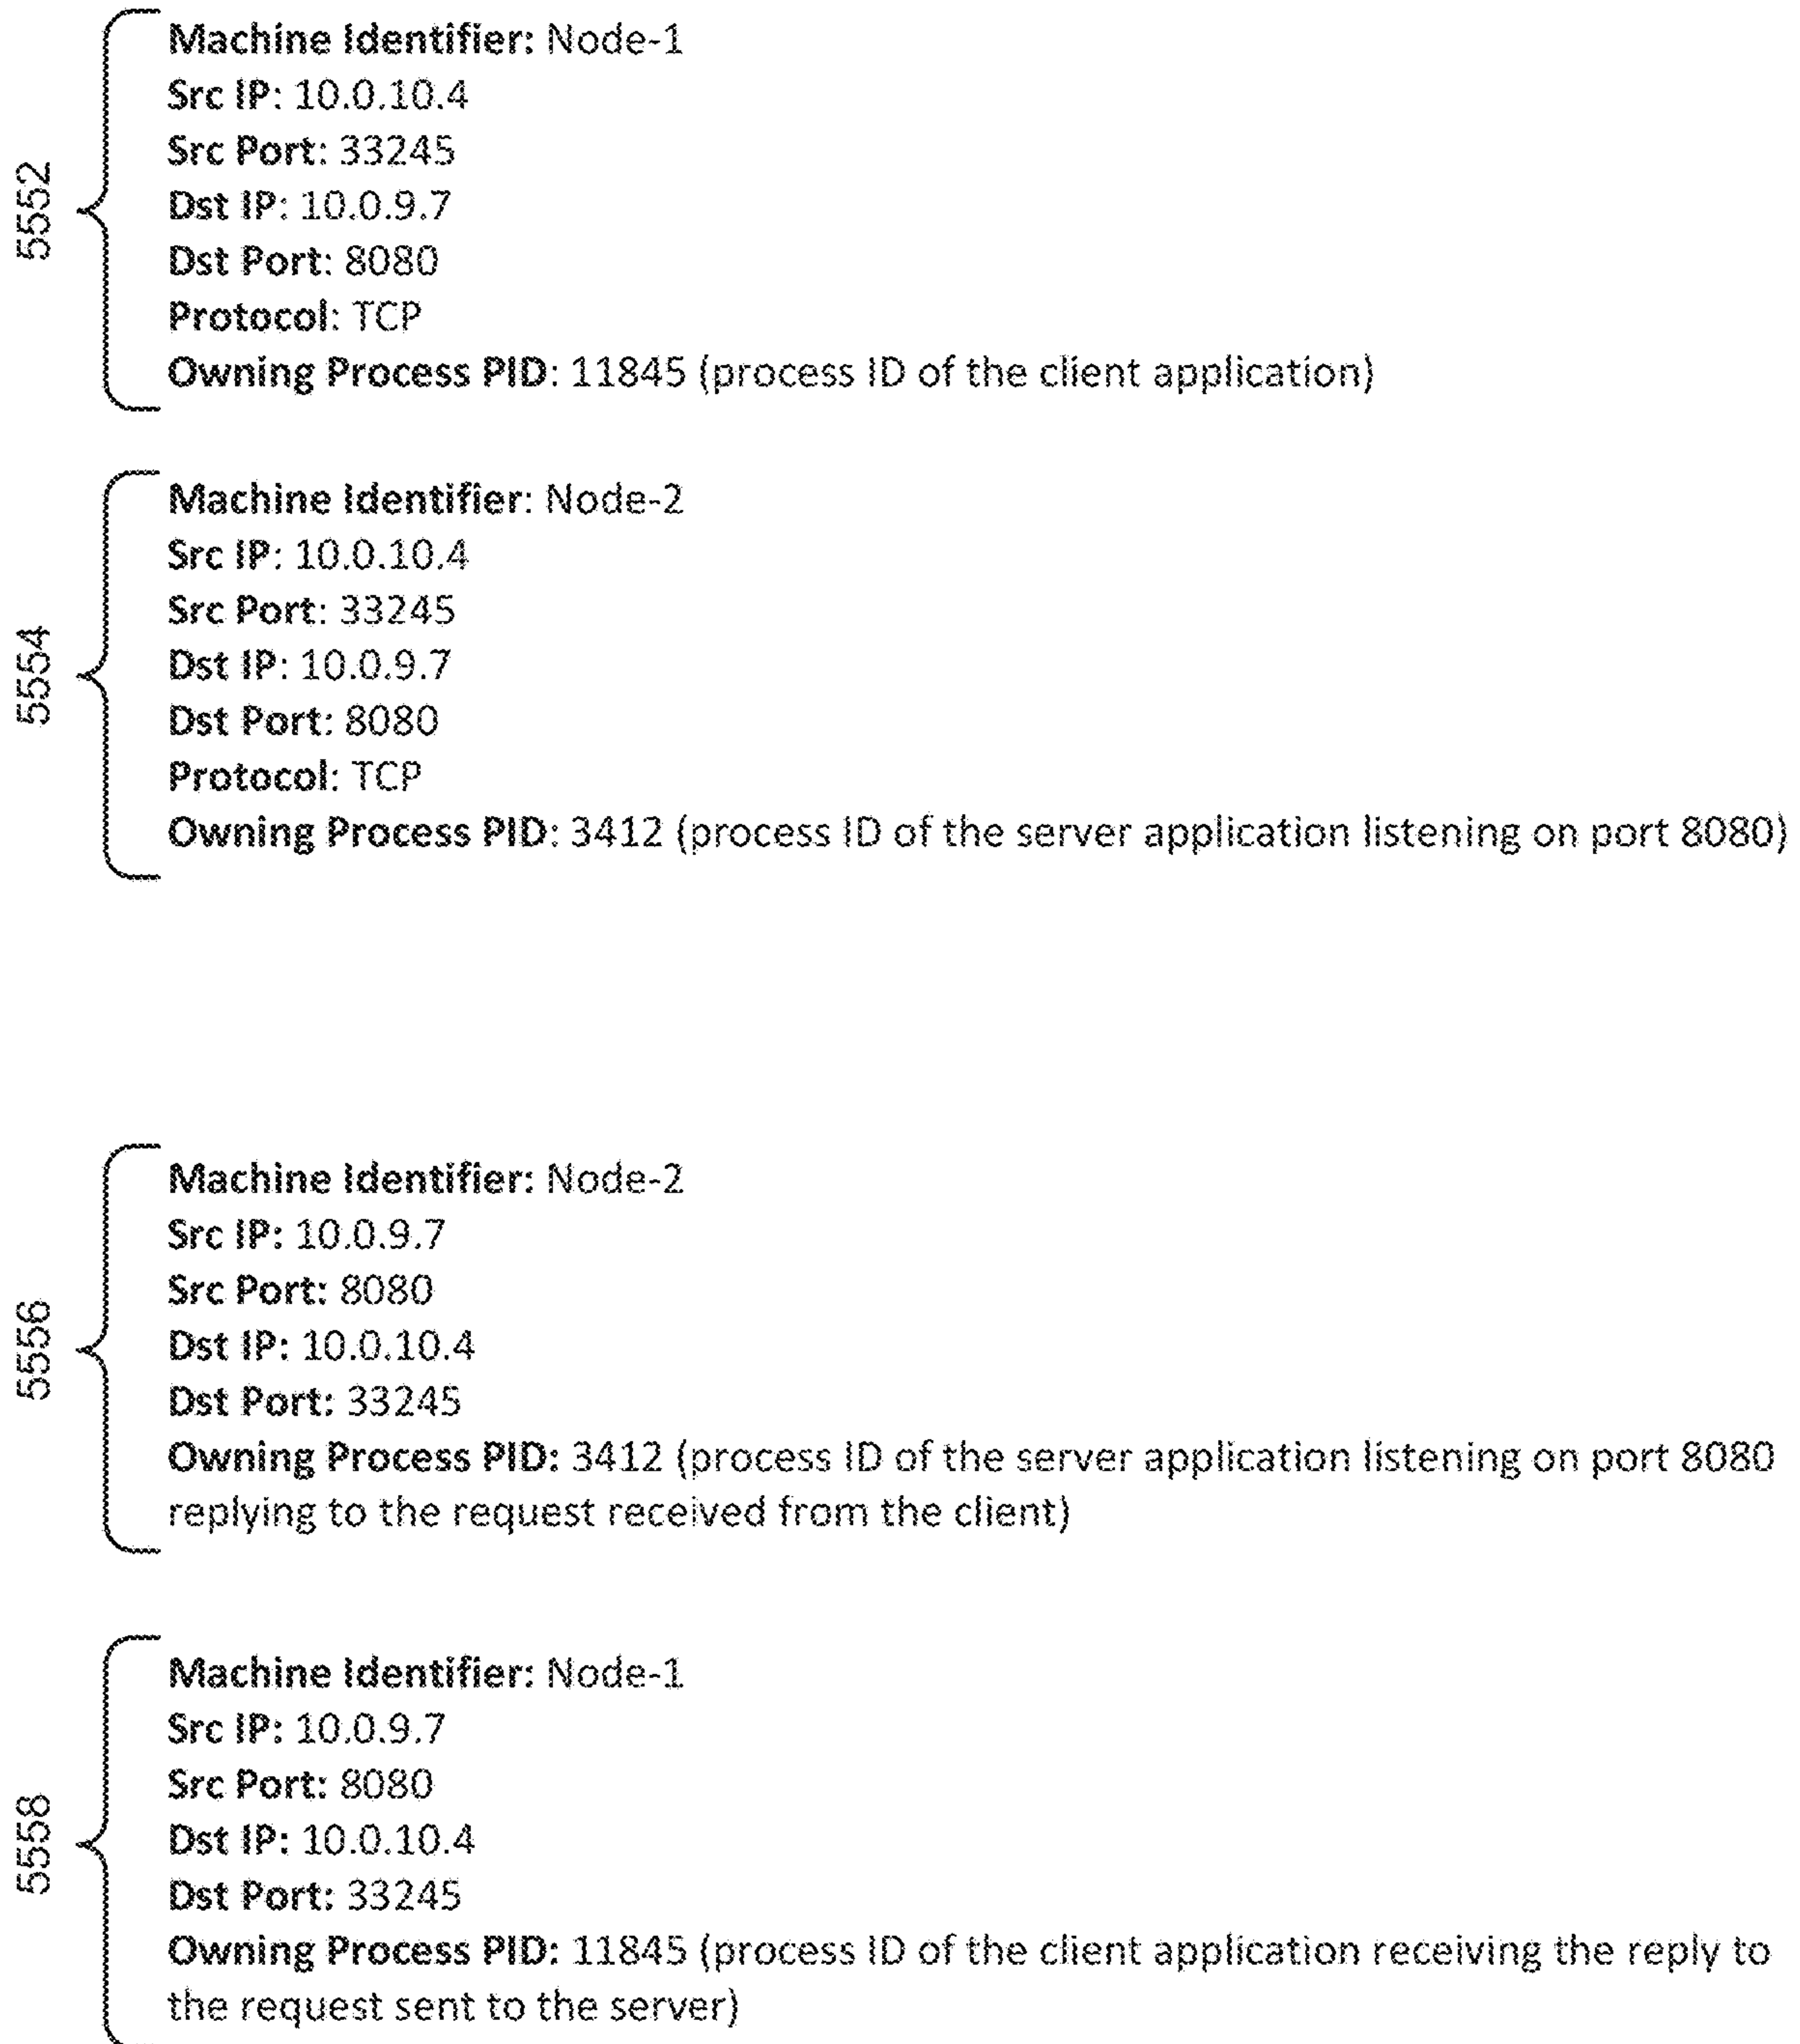 5552
Machine Identifier: Node-1
Src IP: 10.0.10.4
Src Port: 33245
Dst IP: 10.0.9.7
Dst Port: 8080
Protocol: TCP
Owning Process PID: 11845 (process ID of the client application)
5554
Machine Identifier: Node-2
Src IP: 10.0.10.4
Src Port: 33245
Dst IP: 10.0.9.7
Dst Port: 8080
Protocol: TCP
Owning Process PID: 3412 (process ID of the server application listening on port 8080)
5556
Machine Identifier: Node-2
Src IP: 10.0.9.7
Src Port: 8080
Dst IP: 10.0.10.4
Dst Port: 33245
Owning Process PID: 3412 (process ID of the server application listening on port 8080
replying to the request received from the client)
5558
Machine Identifier: Node-1
Src IP: 10.0.9.7
Src Port: 8080
Dst IP: 10.0.10.4
Dst Port: 33245
Owning Process PID: 11845 (process ID of the client application receiving the reply to
the request sent to the server)